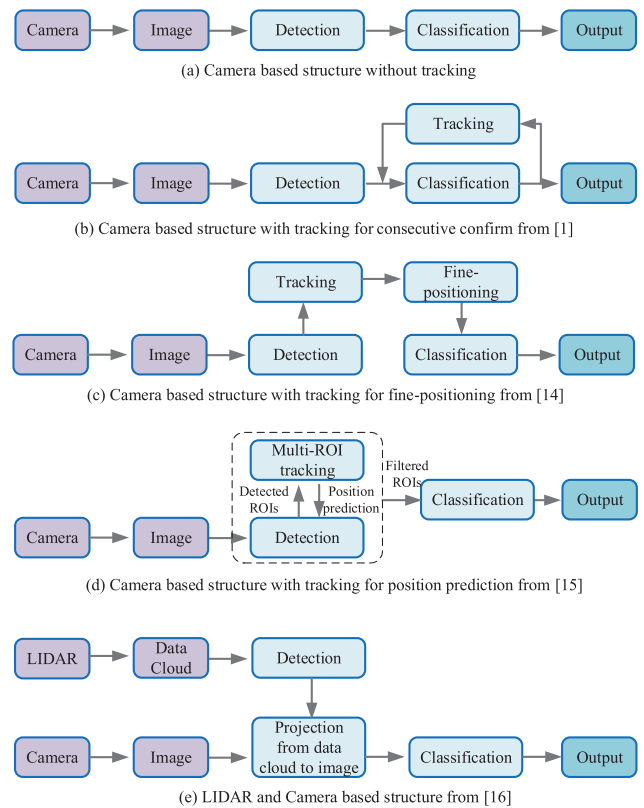 Camera
Image
Detection
Classification
Output
(a) Camera based structure without tracking
Tracking
Camera
Image
Detection
Classification
Output
(b) Camera based structure with tracking for consecutive confirm from [1]
Tracking
Fine-
positioning
Camera
Image
Detection
Classification
Output
(c) Camera based structure with tracking for fine-positioning from [14]
Multi-ROI
tracking
Detected
ROIs
Position
prediction
Filtered
ROIs
Camera
Image
Detection
Classification
Output
(d) Camera based structure with tracking for position prediction from [15]
LIDAR
Data
Cloud
Detection
Camera
Image
Projection
from data
cloud to image
Classification
Output
(e) LIDAR and Camera based structure from [16]